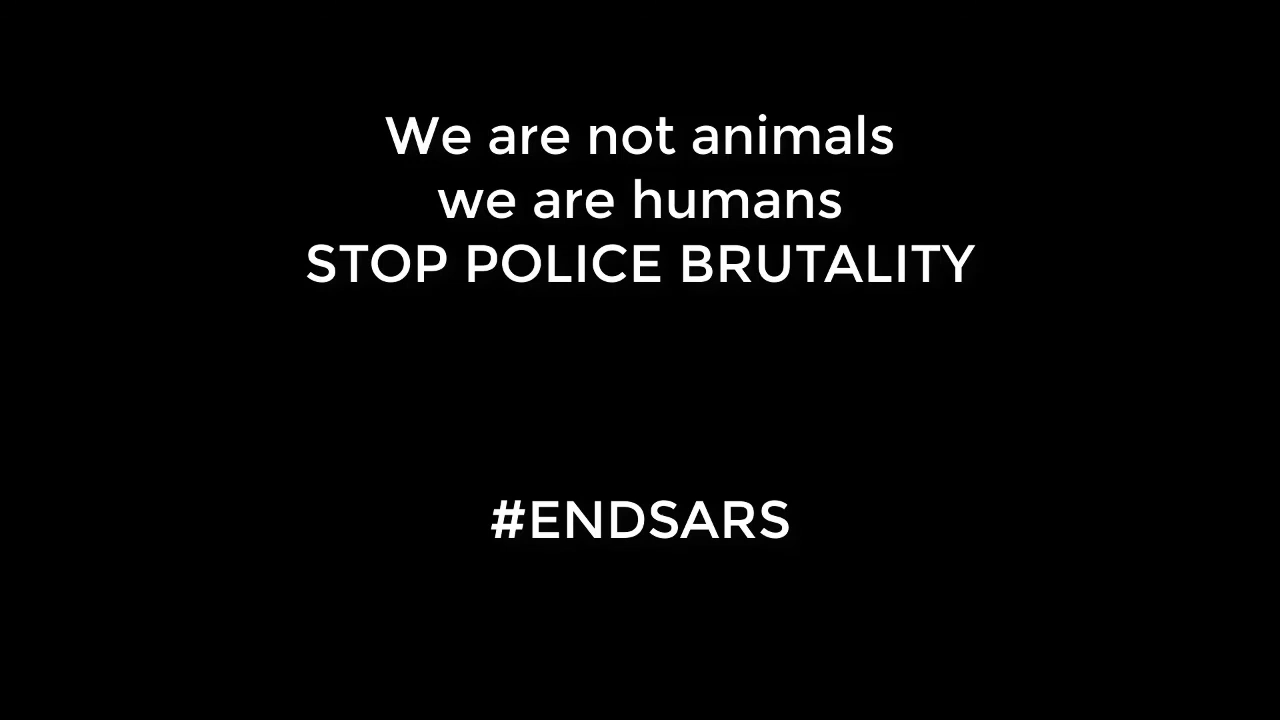 We are not animals
we are humans
STOP POLICE BRUTALITY
#ENDSARS